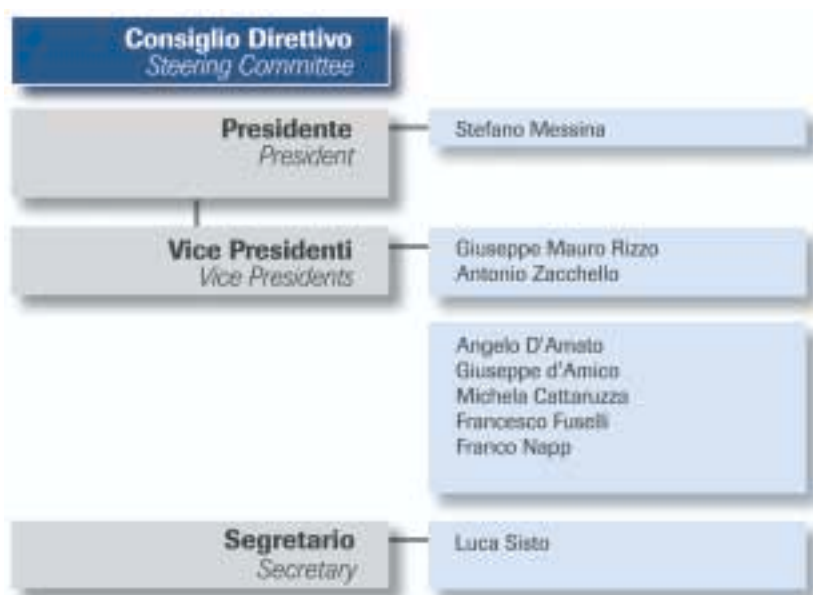 Consiglio Direttivo
Steering Committee
Presidente
President
Stefano Messina
Vice Presidenti
Vice Presidents
Giuseppe Mauro Rizzo
Antonio Zacchello
Angelo D'Amato
Giuseppe d'Amico
Michela Cattaruzza
Francesco Fuselli
Franco Napp
Segretario
Secretary
Luca Sisto